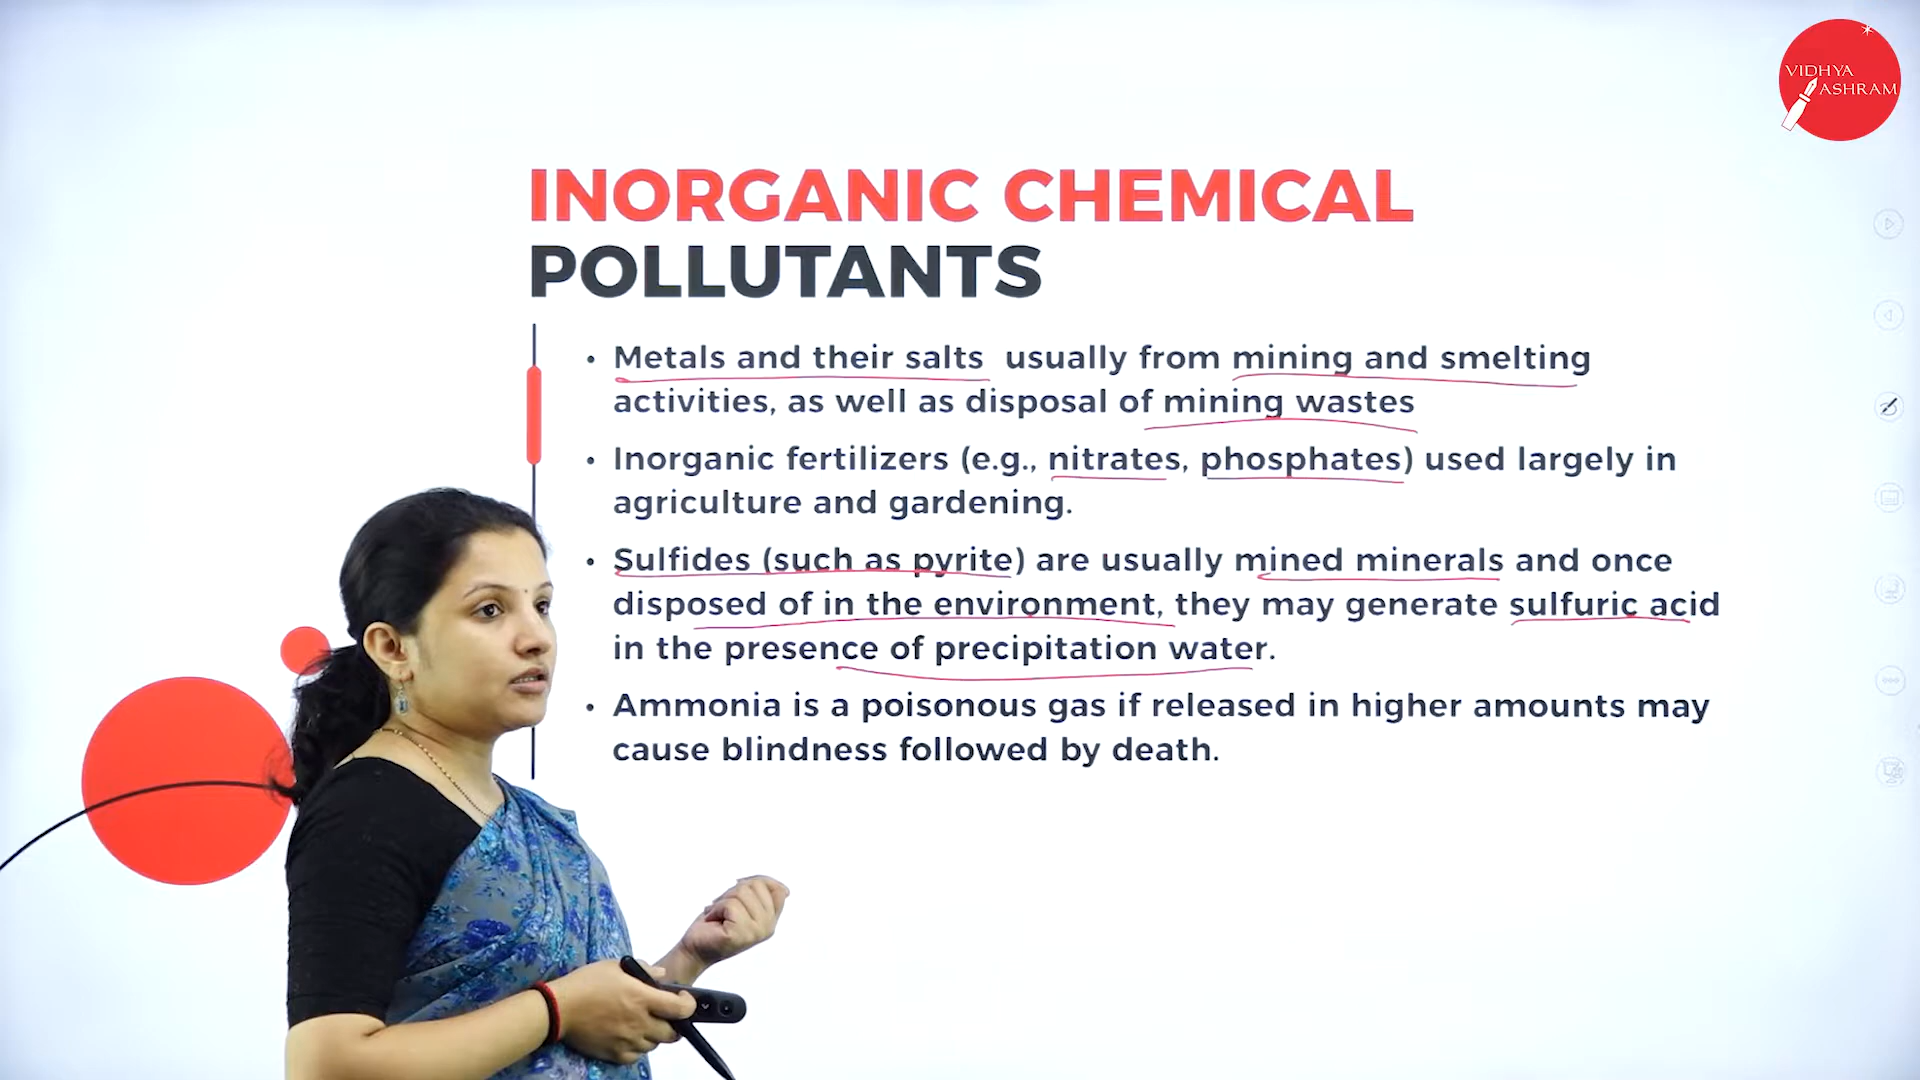 VIDHYA
ASHRAM
INORGANIC CHEMICAL
POLLUTANTS
• Metals and their salts usually from mining and smelting
activities, as well as disposal of mining wastes
• Inorganic fertilizers (e.g., nitrates, phosphates) used largely in
agriculture and gardening.
• Sulfides (such as pyrite) are usually mined minerals and once
disposed of in the environment, they may generate sulfuric acid
in the presence of precipitation water.
• Ammonia is a poisonous gas if released in higher amounts may
cause blindness followed by death.